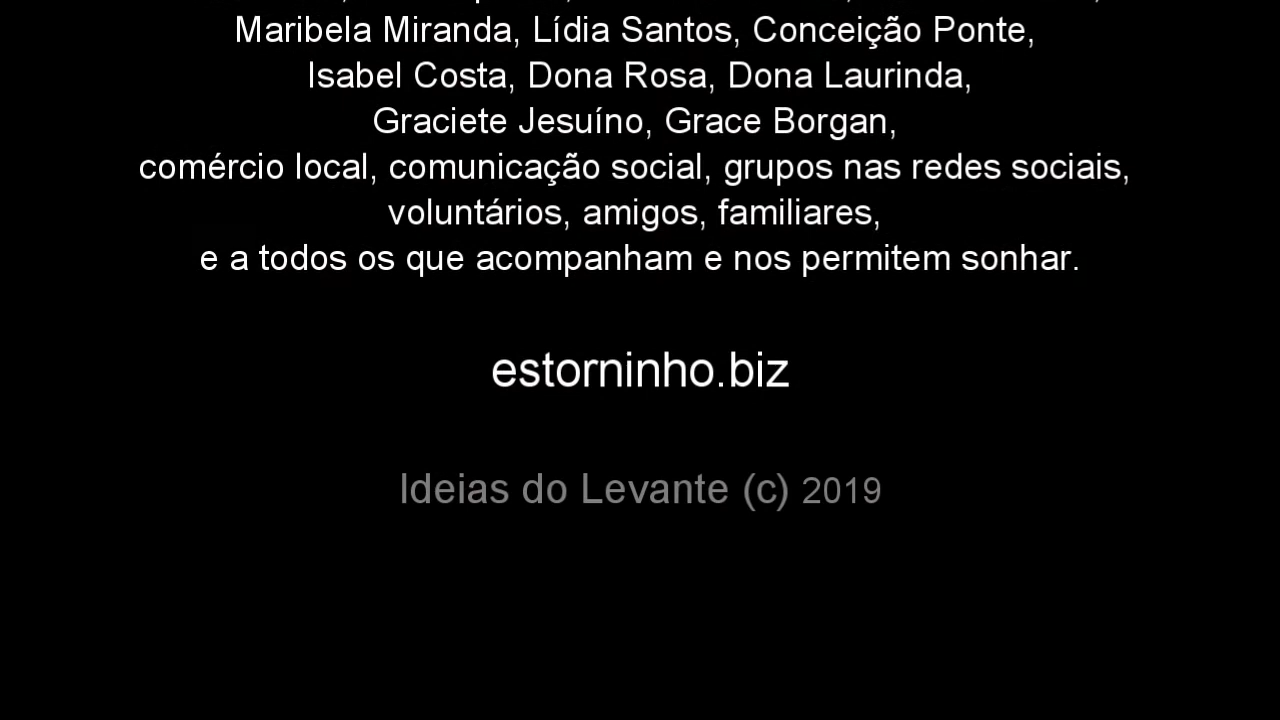 Maribela Miranda, Lídia Santos, Conceição Ponte,
Isabel Costa, Dona Rosa, Dona Laurinda,
Graciete Jesuíno, Grace Borgan,
comércio local, comunicação social, grupos nas redes sociais,
voluntários, amigos, familiares,
e a todos os que acompanham e nos permitem sonhar.
estorninho.biz
Ideias do Levante (c) 2019